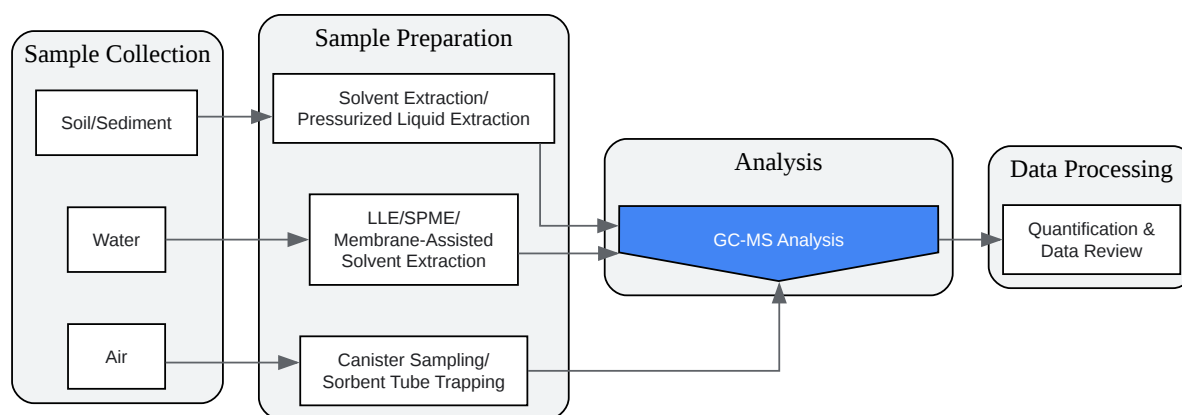 Sample Collection
Soil/Sediment
Water
Air
Sample Preparation
Solvent Extraction/
Pressurized Liquid Extraction
LLE/SPME/
Membrane-Assisted
Solvent Extraction
Canister Sampling/
Sorbent Tube Trapping
Analysis
GC-MS Analysis
Data Processing
Quantification &
Data Review